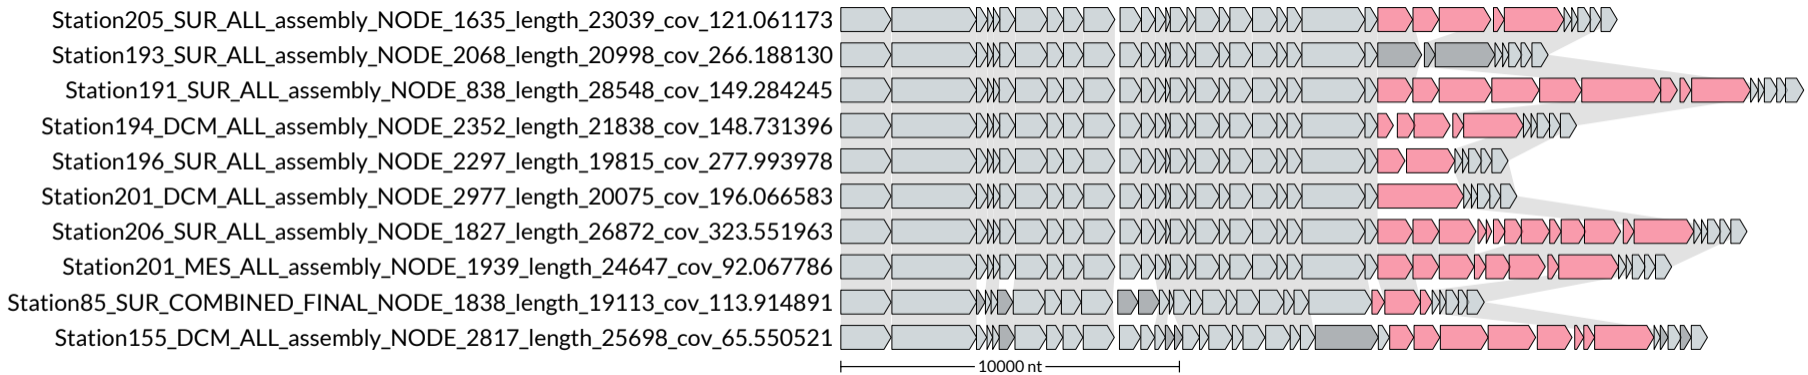 Station205_SUR_ALL_assembly_NODE_1635_length_23039_cov_121.061173
Station193_SUR_ALL_assembly_NODE_2068_length_20998_cov_266.188130
Station191_SUR_ALL_assembly_NODE_838_length_28548_cov_149.284245
Station194_DCM_ALL_assembly_NODE_2352_length_21838_cov_148.731396
Station196_SUR_ALL_assembly_NODE_2297_length_19815_cov_277.993978
Station201_DCM_ALL_assembly_NODE_2977_length_20075_cov_196.066583
Station206_SUR_ALL_assembly_NODE_1827_length_26872_cov_323.551963
Station201_MES_ALL_assembly_NODE_1939_length_24647_cov_92.067786
Station85_SUR_COMBINED_FINAL_NODE_1838_length_19113_cov_113.914891
Station155_DCM_ALL_assembly_NODE_2817_length_25698_cov_65.550521
10000 nt